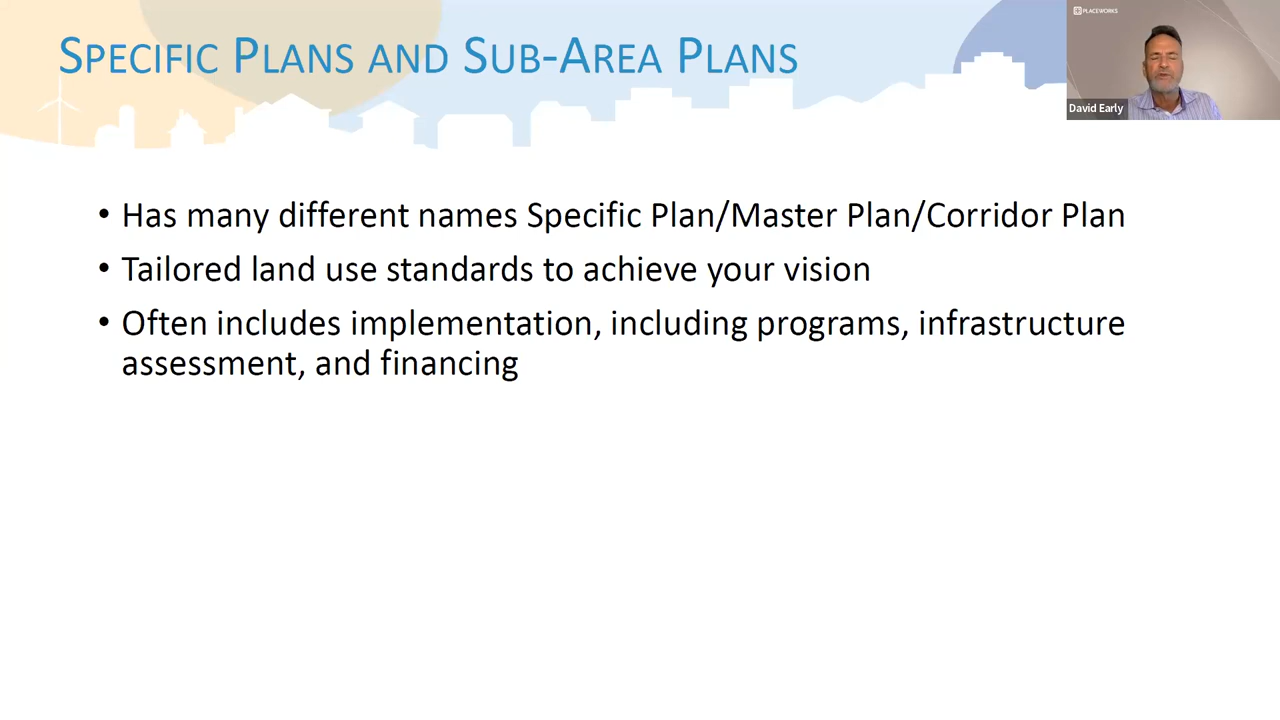 SPECIFIC PLANS AND SUB-AREA PLANS
PLACEWORKS
David Early
• Has many different names Specific Plan/Master Plan/Corridor Plan
• Tailored land use standards to achieve your vision
• Often includes implementation, including programs, infrastructure
assessment, and financing